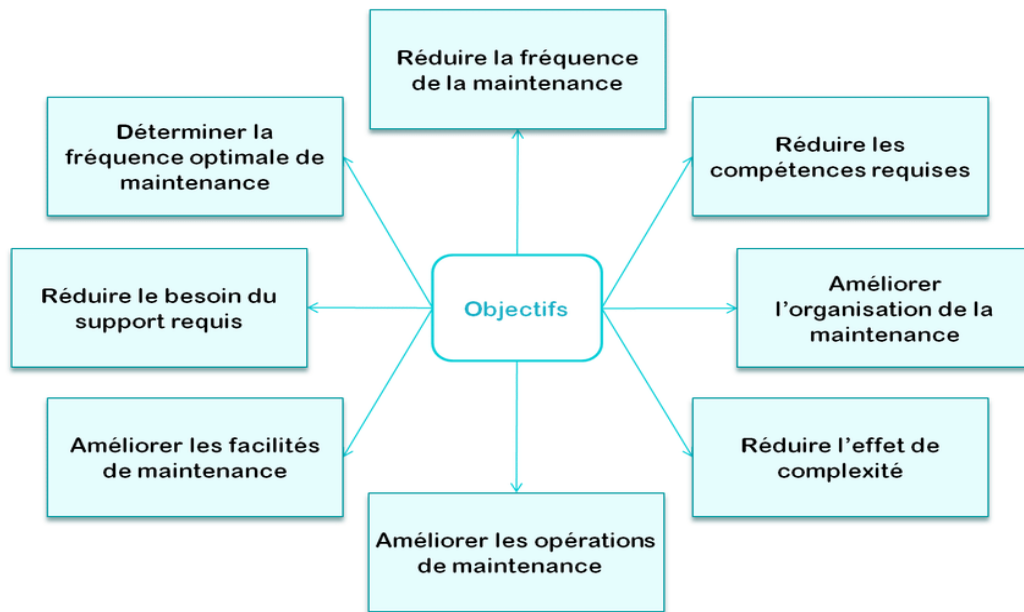 Réduire la fréquence
de la maintenance
Déterminer la
fréquence optimale de
maintenance
Réduire les
compétences requises
Réduire le besoin du
support requis
Objectifs
Améliorer
l’organisation de la
maintenance
Améliorer les facilités
de maintenance
Réduire l’effet de
complexité
Améliorer les opérations
de maintenance